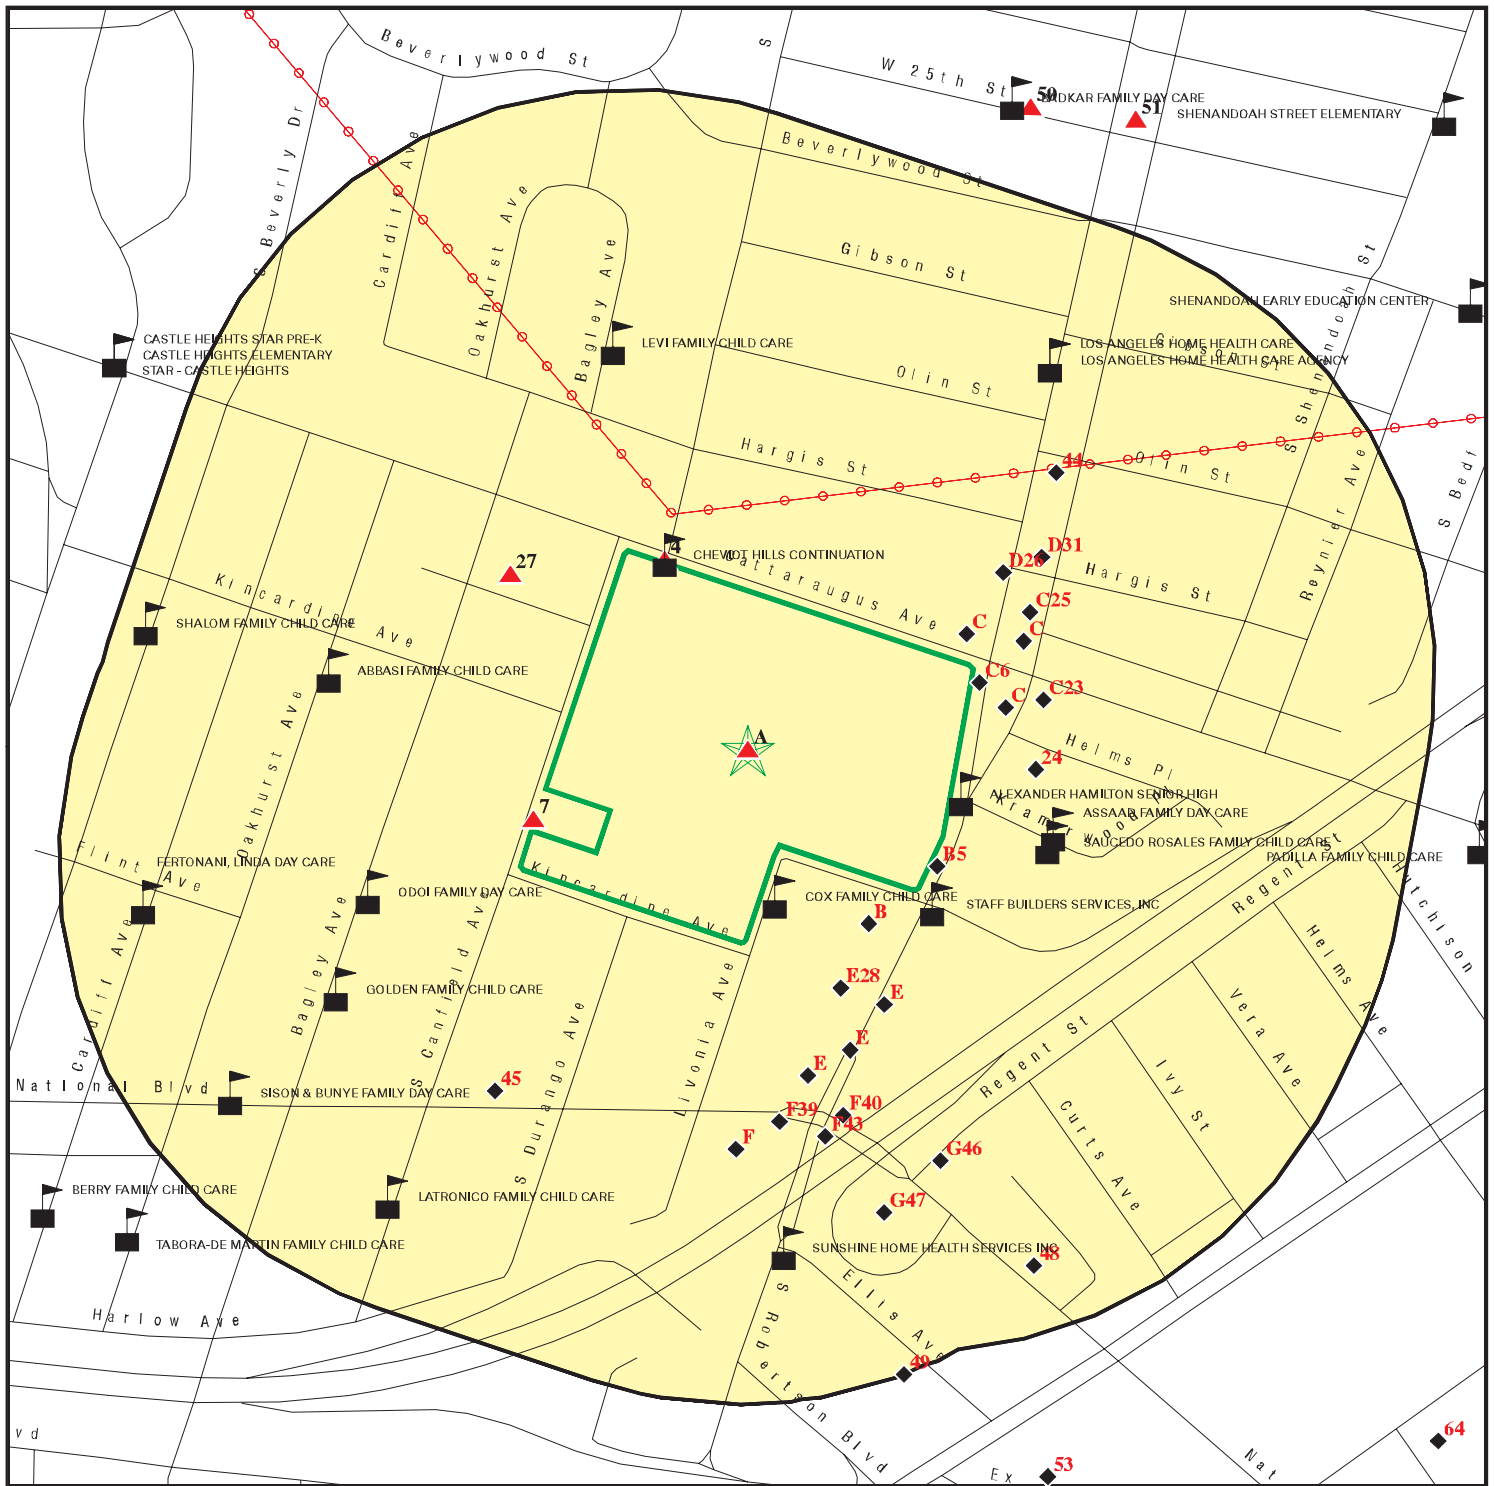 Beverlywood St
S
W 25th St
50
BADKAR FAMILY DAY CARE
51
SHENANDOAH STREET ELEMENTARY
S Beverly Dr
Cardiff Ave
Oakhurst Ave
Bagley Ave
Beverlywood St
Gibson St
S Shenandoah St
SHENANDOAH EARLY EDUCATION CENTER
CASTLE HEIGHTS STAR PRE-K
CASTLE HEIGHTS ELEMENTARY
STAR - CASTLE HEIGHTS
LEVI FAMILY CHILD CARE
Gibson St
LOS ANGELES HOME HEALTH CARE
LOS ANGELES HOME HEALTH CARE AGENCY
Olin St
Hargis St
44
Olin St
Reynier Ave
S Bedf
27
4
CHEVIOT HILLS CONTINUATION
Cattaraugus Ave
D26
D31
Hargis St
Kincardine Ave
SHALOM FAMILY CHILD CARE
C
C25
C
ABBASI FAMILY CHILD CARE
C6
C
C23
Oakhurst Ave
A
Helms Pl
24
7
ALEXANDER HAMILTON SENIOR HIGH
Kramerwood Pl
ASSAAB FAMILY DAY CARE
SAUCEDO ROSALES FAMILY CHILD CARE
PADILLA FAMILY CHILD CARE
Regent St
Hutchison
Flint Ave
FERTONANI, LINDA DAY CARE
B5
ODOI FAMILY DAY CARE
Kincardine Ave
COX FAMILY CHILD CARE
STAFF BUILDERS SERVICES, INC
B
Cardiff Ave
Bagley Ave
S Canfield Ave
Helms Ave
GOLDEN FAMILY CHILD CARE
E28
E
Livonia Ave
Vera Ave
S Durango Ave
E
Regent St
Ivy St
National Blvd
SISON & BUNYE FAMILY DAY CARE
45
E
Curts Ave
F39
F40
F43
F
G46
BERRY FAMILY CHILD CARE
LATRONICO FAMILY CHILD CARE
G47
TABORA-DE MARTIN FAMILY CHILD CARE
SUNSHINE HOME HEALTH SERVICES INC
48
Ellis Ave
Harlow Ave
S Robertson Blvd
49
vd
64
Nat
Ex
53